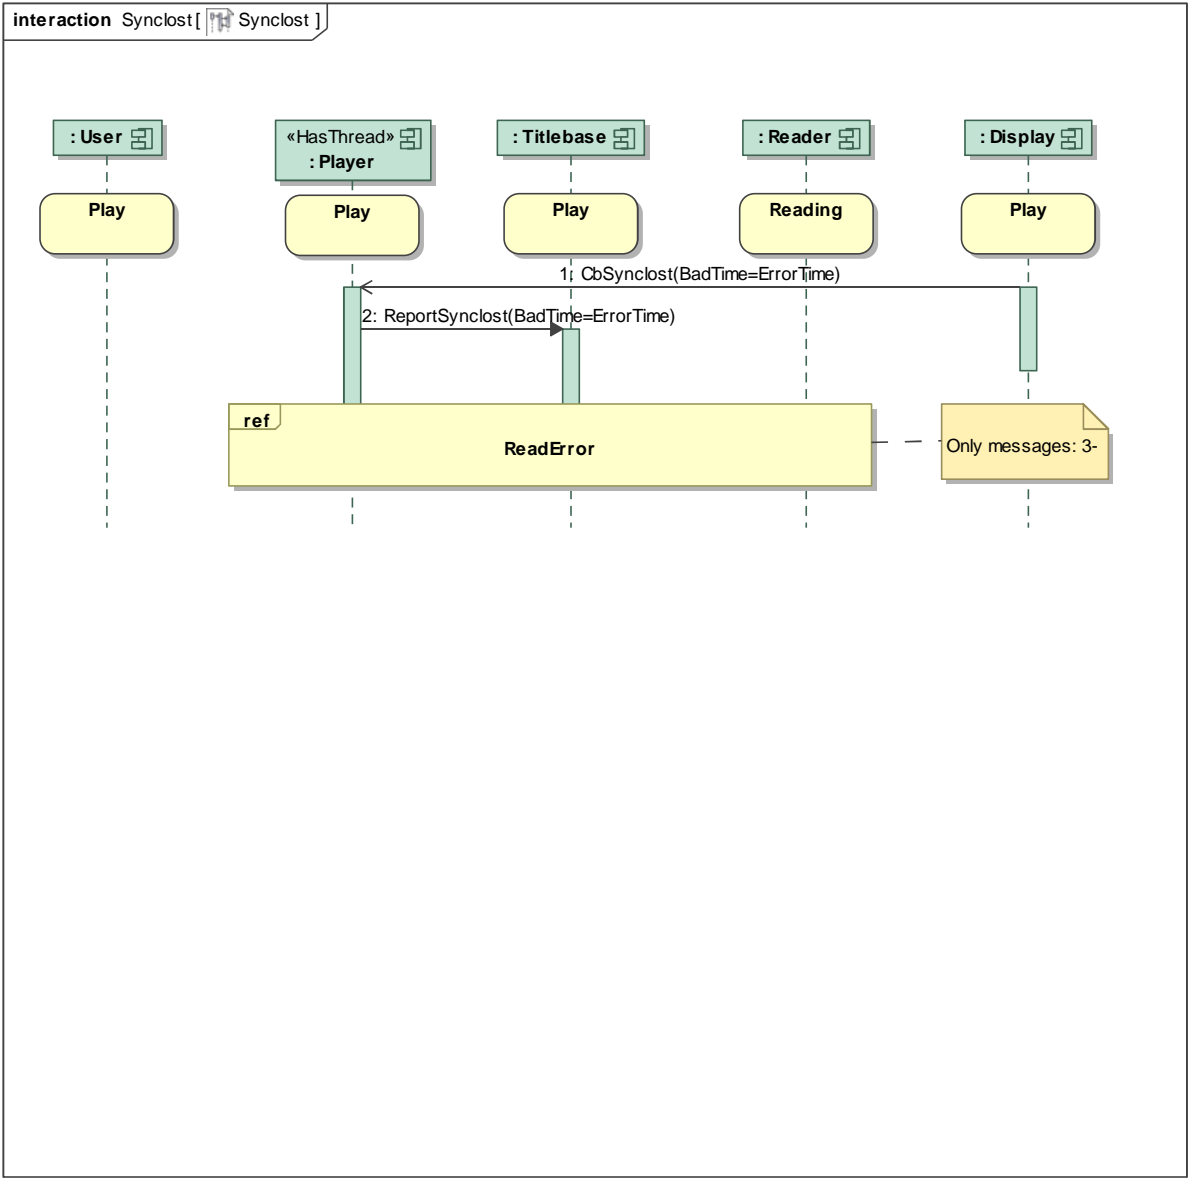 interaction Synclost [ Synclost ]
: User
«HasThread»
: Player
: Titlebase
: Reader
: Display
Play
Play
Play
Reading
Play
1: CbSynclost(BadTime=ErrorTime)
2: ReportSynclost(BadTime=ErrorTime)
ref
ReadError
Only messages: 3-